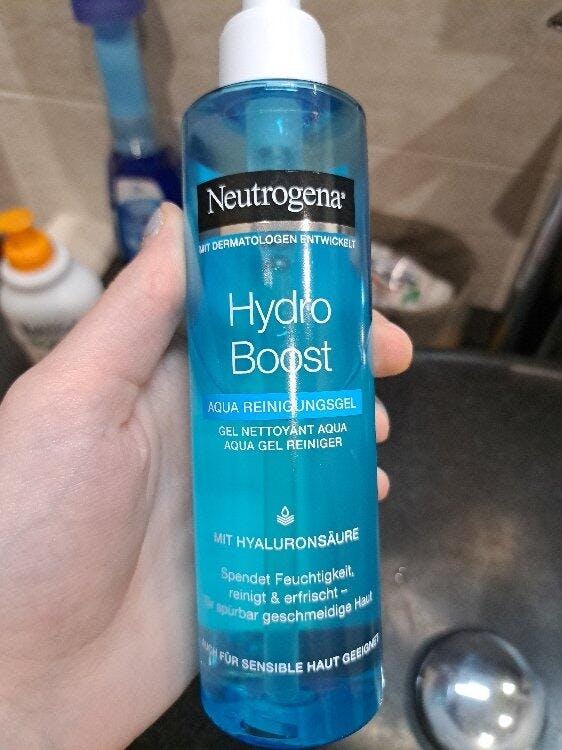 Neutrogena®
MIT DERMATOLOGEN ENTWICKELT
Hydro
Boost
AQUA REINIGUNGSGEL
GEL NETTOYANT AQUA
AQUA GEL REINIGER
MIT HYALURONSÄURE
Spendet Feuchtigkeit,
reinigt & erfrischt –
für spürbar geschmeidige Haut
AUCH FÜR SENSIBLE HAUT GEEIGNET